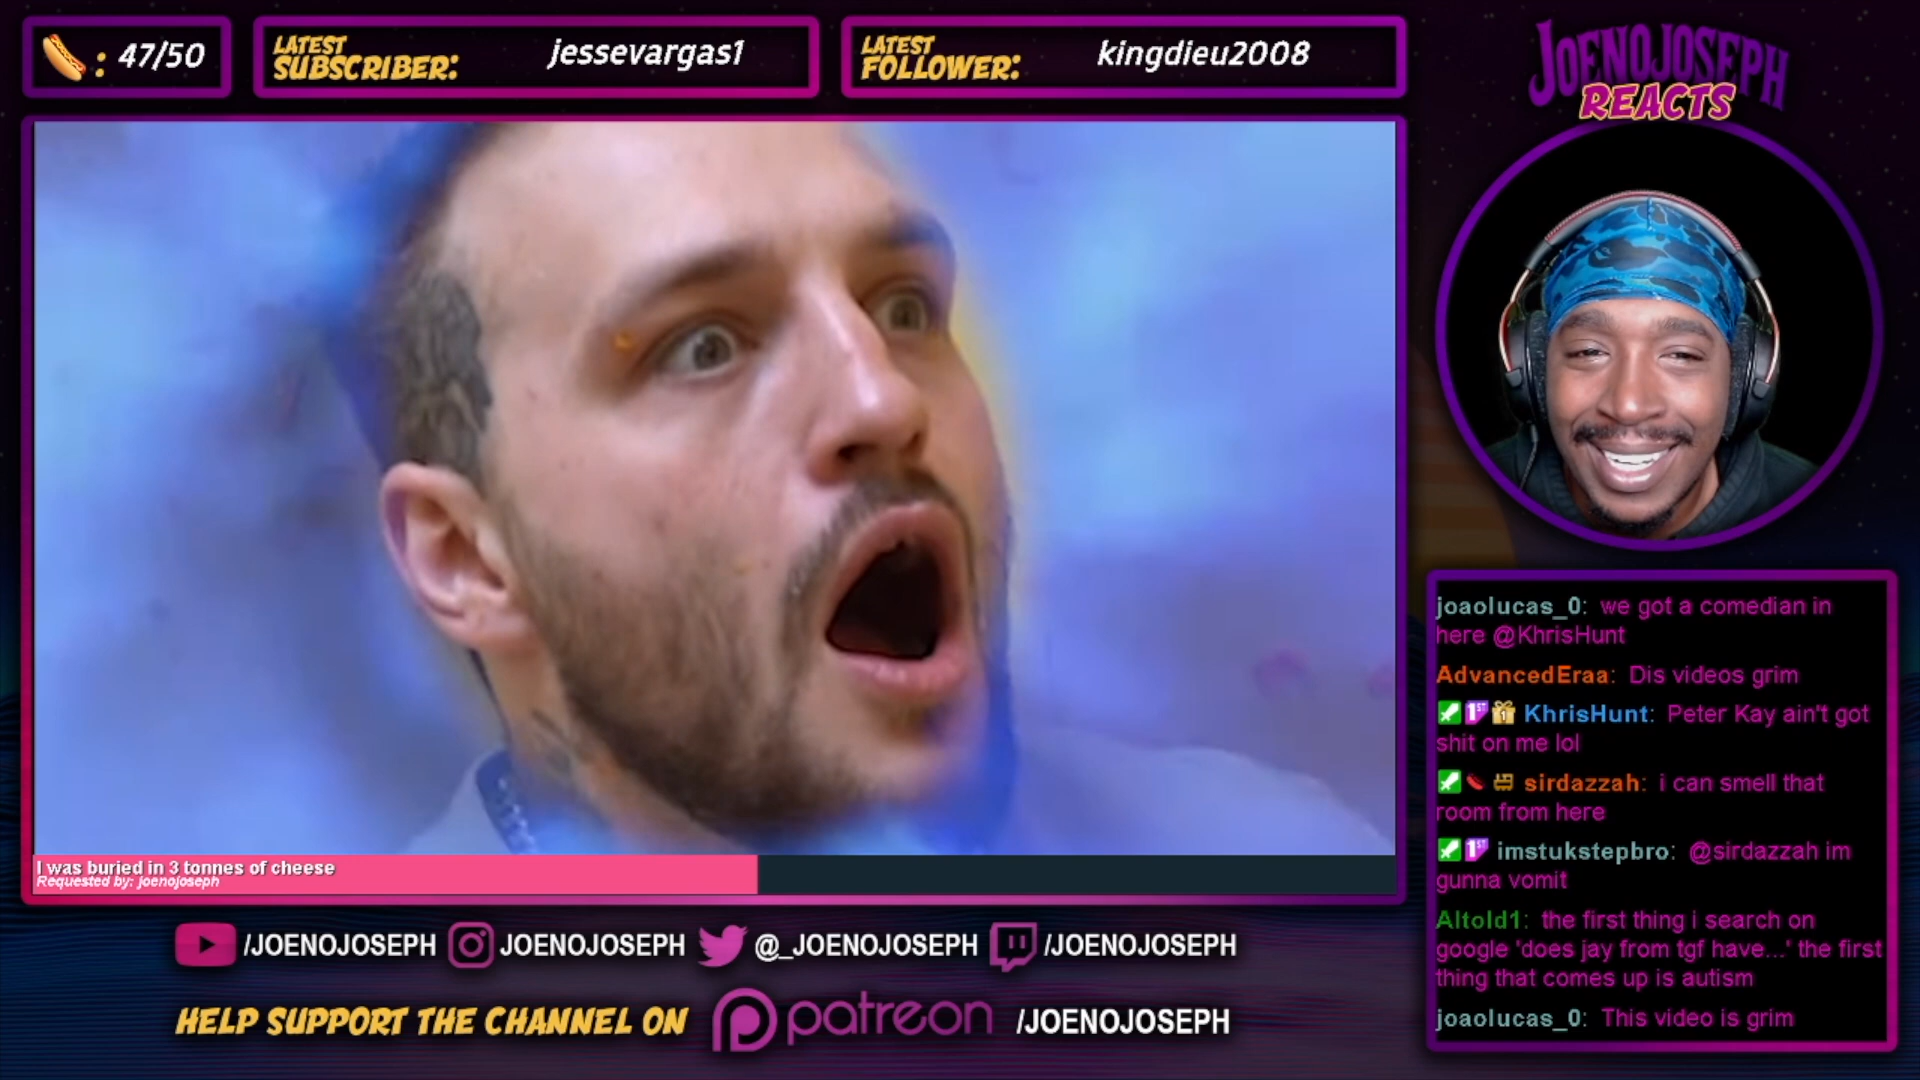 : 47/50
LATEST
SUBSCRIBER:
jessevargas1
LATEST
FOLLOWER:
kingdieu2008
JOENOJOSEPH
REACTS
I was buried in 3 tonnes of cheese
Requested by: joenojoseph
joaolucas_0: we got a comedian in
here @KhrisHunt
AdvancedEraa: Dis videos grim
1ST 1 KhrisHunt: Peter Kay ain't got
shit on me lol
sirdazzah: i can smell that
room from here
1ST imstukstepbro: @sirdazzah im
gunna vomit
Altold1: the first thing i search on
google 'does jay from tgf have...' the first
thing that comes up is autism
joaolucas_0: This video is grim
/JOENOJOSEPH JOENOJOSEPH @_JOENOJOSEPH /JOENOJOSEPH
HELP SUPPORT THE CHANNEL ON patreon /JOENOJOSEPH